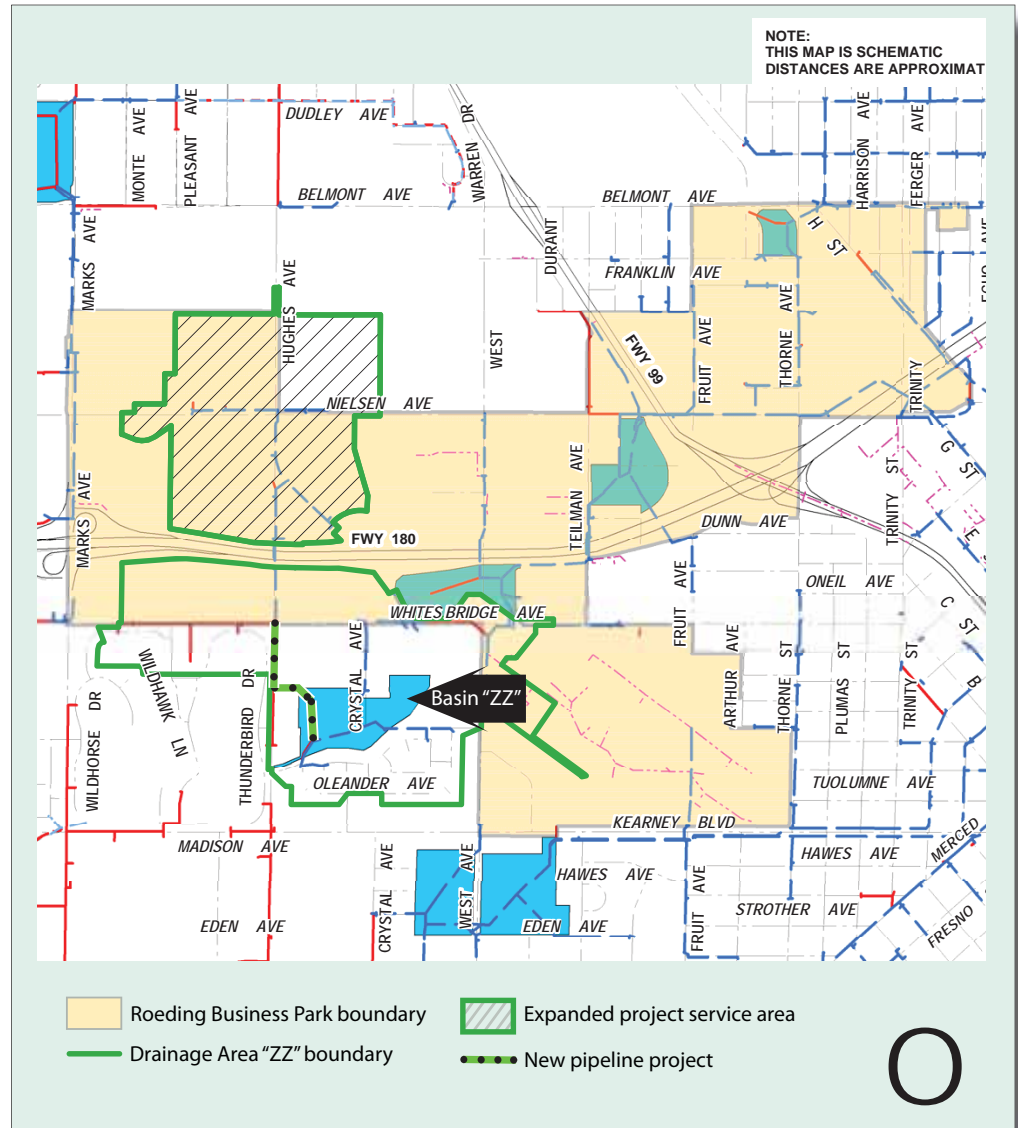 NOTE:
THIS MAP IS SCHEMATIC
DISTANCES ARE APPROXIMAT
DUDLEY AVE
MONTE AVE
PLEASANT AVE
WARREN DR
HARRISON AVE
FERGER AVE
BELMONT AVE
BELMONT AVE
MARKS AVE
HUGHES AVE
DURANT
H ST
FRANKLIN AVE
WEST
FWY 99
FRUIT AVE
THORNE AVE
TRINITY
NIELSEN AVE
G ST
MARKS AVE
TEILMAN AVE
TRINITY ST
E
FWY 180
DUNN AVE
FRUIT AVE
ONEIL AVE
C ST
WHITES BRIDGE AVE
WILDHORSE DR
WILDHAWK LN
THUNDERBIRD DR
CRYSTAL AVE
Basin "ZZ"
ARTHUR AVE
THORNE ST
PLUMAS ST
TRINITY ST
B
OLEANDER AVE
TUOLUMNE AVE
KEARNEY BLVD
MADISON AVE
CRYSTAL AVE
WEST AVE
HAWES AVE
FRUIT AVE
HAWES AVE
MERCED
EDEN AVE
EDEN AVE
STROTHER AVE
FRESNO
Roeding Business Park boundary
Expanded project service area
Drainage Area "ZZ" boundary
New pipeline project
O